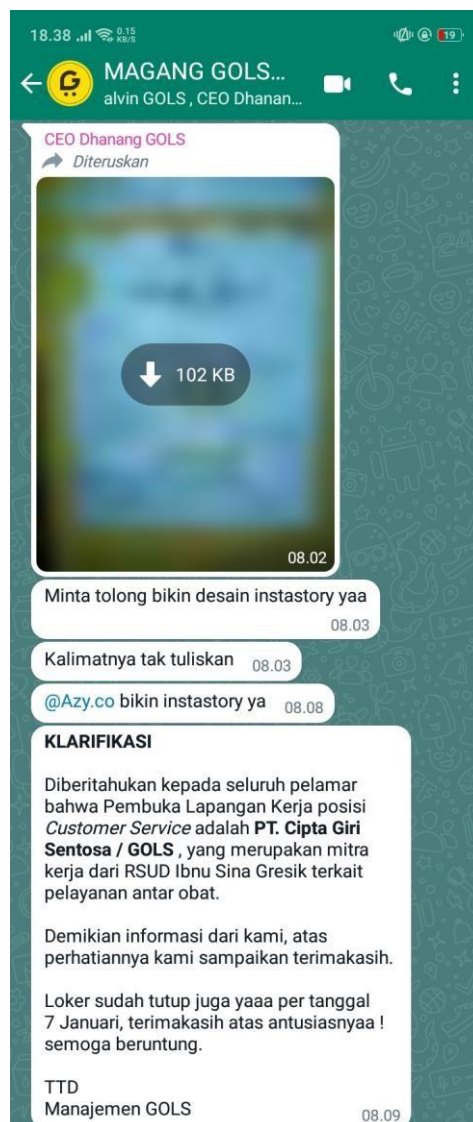 18.38 0.15 KB/S 19
MAGANG GOLS...
alvin GOLS , CEO Dhanan...
CEO Dhanang GOLS
Diteruskan
102 KB
08.02
Minta tolong bikin desain instastory yaa
08.03
Kalimatnya tak tuliskan 08.03
@Azy.co bikin instastory ya 08.08
KLARIFIKASI
Diberitahukan kepada seluruh pelamar
bahwa Pembuka Lapangan Kerja posisi
Customer Service adalah PT. Cipta Giri
Sentosa / GOLS , yang merupakan mitra
kerja dari RSUD Ibnu Sina Gresik terkait
pelayanan antar obat.
Demikian informasi dari kami, atas
perhatiannya kami sampaikan terimakasih.
Loker sudah tutup juga yaaa per tanggal
7 Januari, terimakasih atas antusiasnyaa !
semoga beruntung.
TTD
Manajemen GOLS
08.09